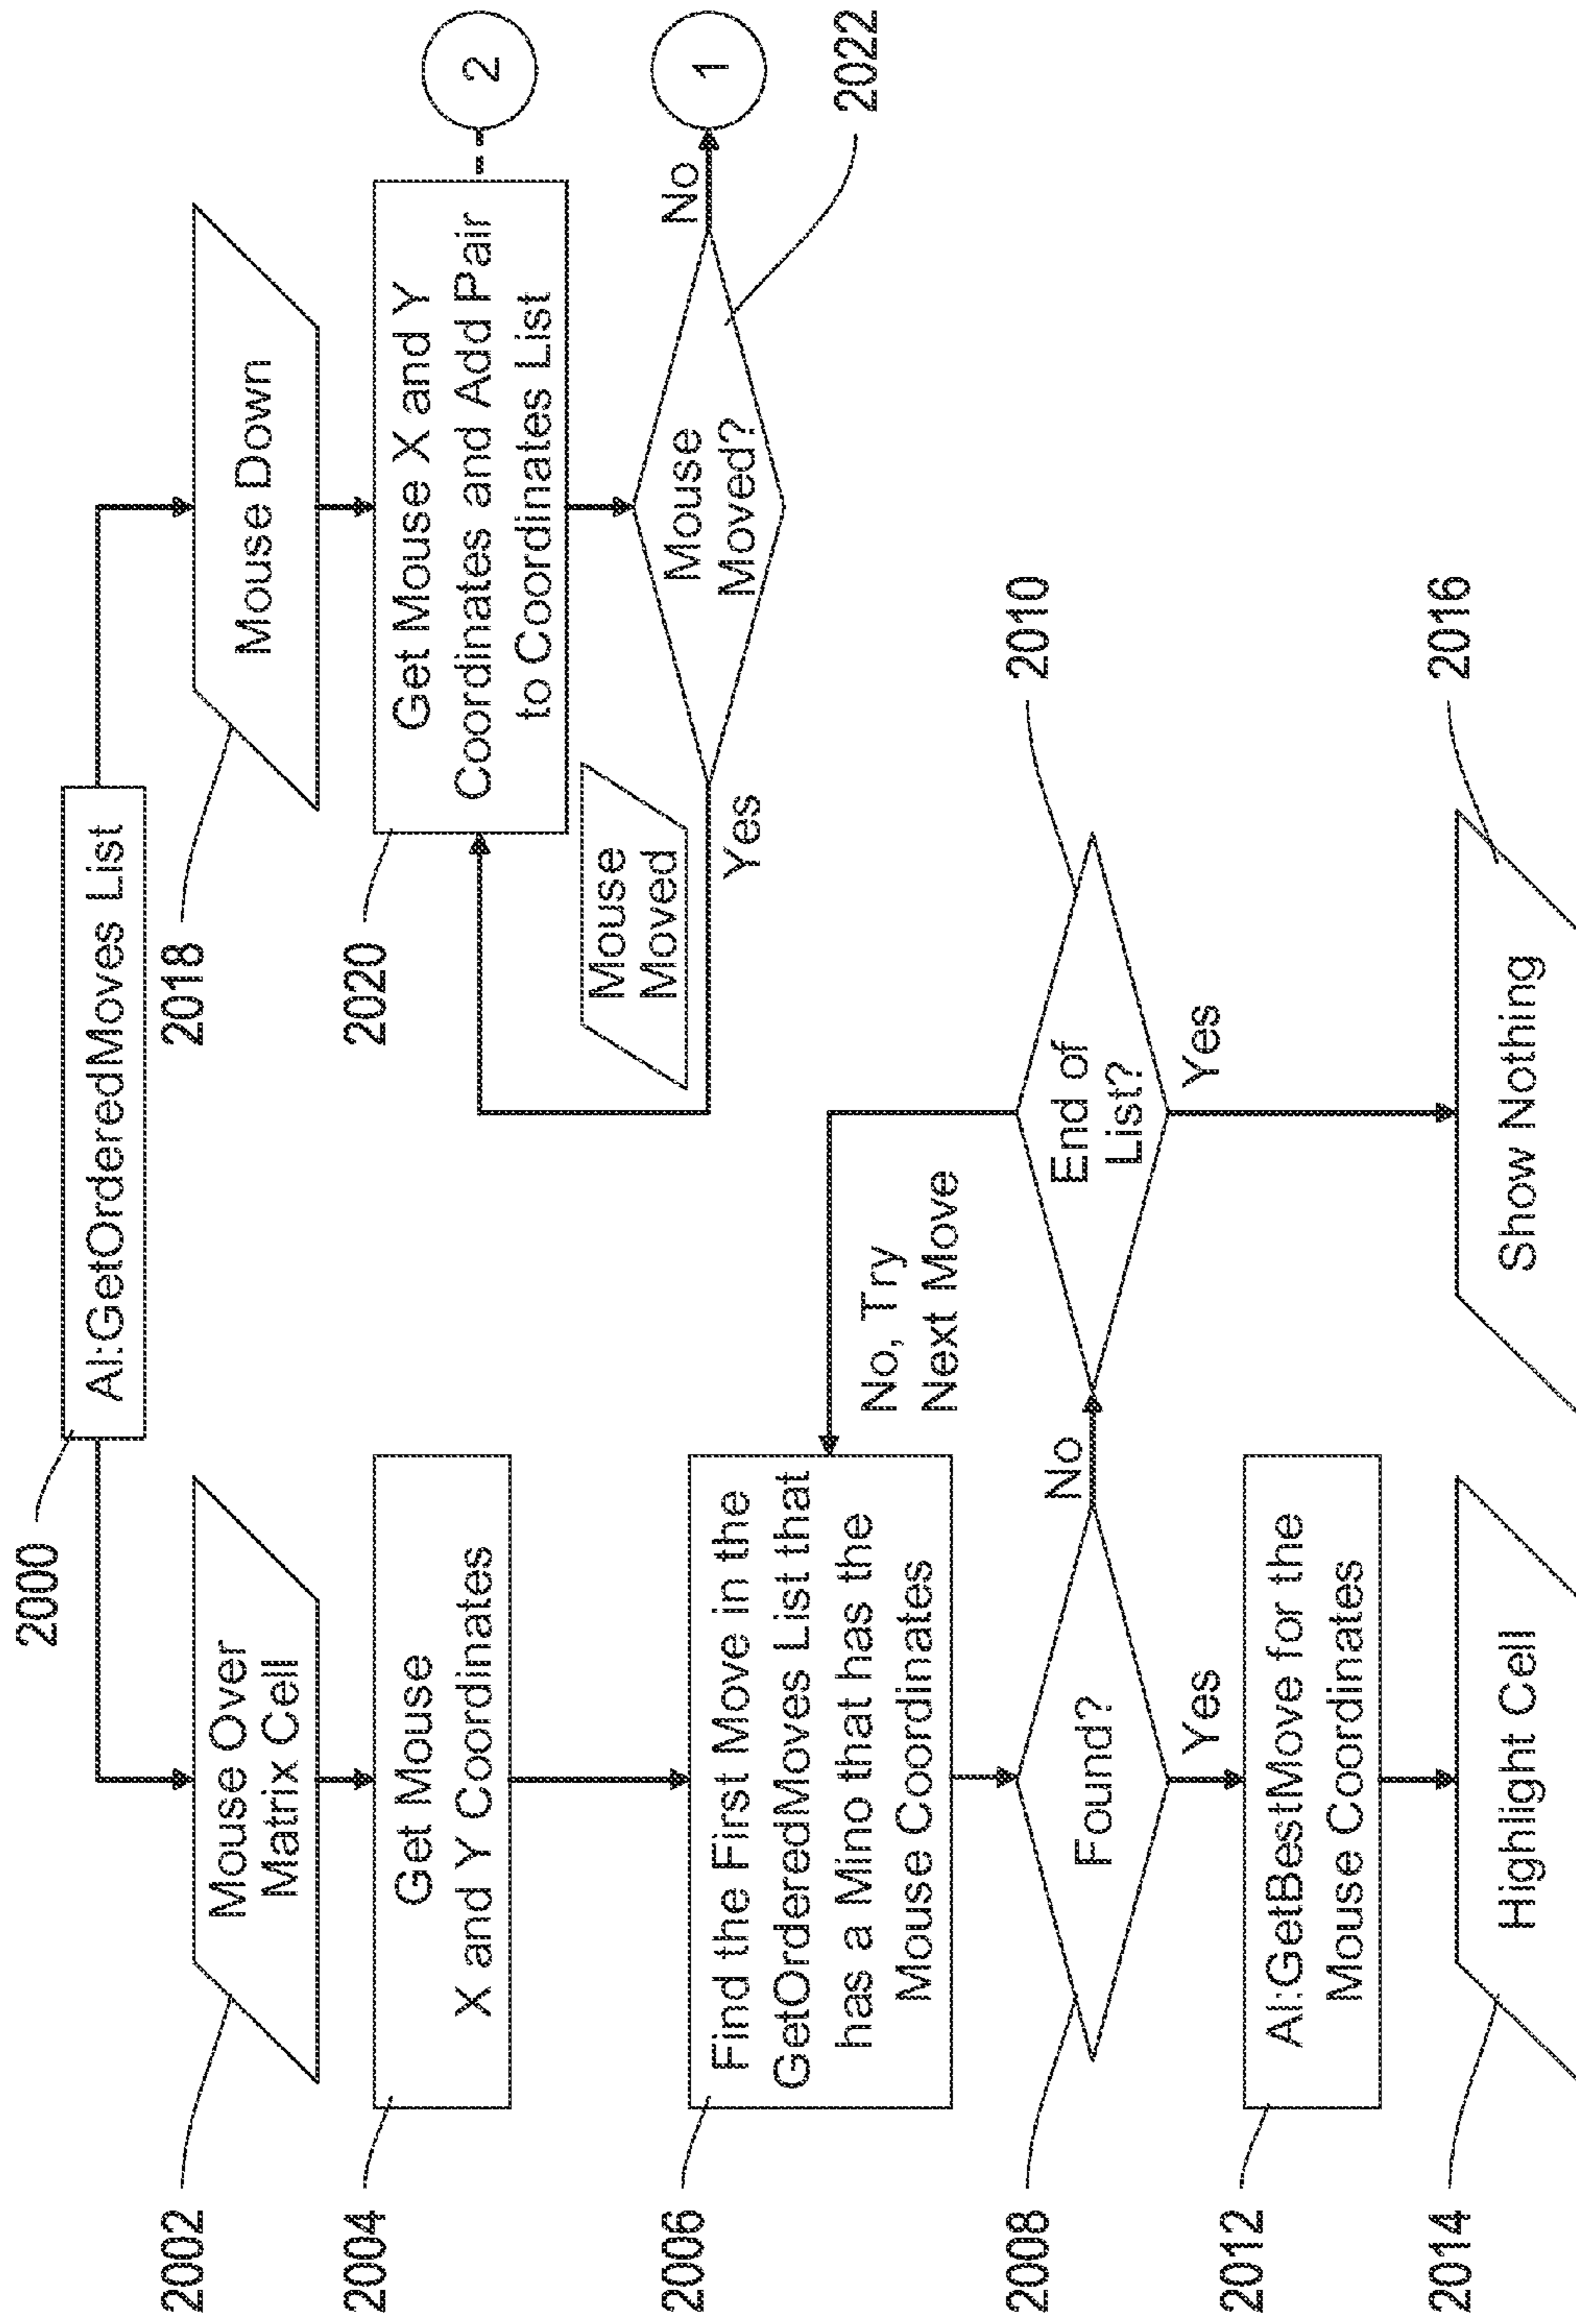 2000
AI:GetOrderedMoves List
2002
Mouse Over
Matrix Cell
2004
Get Mouse
X and Y Coordinates
2006
Find the First Move in the
GetOrderedMoves List that
has a Mino that has the
Mouse Coordinates
No, Try
Next Move
2008
Found?
No
Yes
End of
List?
2010
Yes
2012
AI:GetBestMove for the
Mouse Coordinates
2014
Highlight Cell
Show Nothing
2016
2018
Mouse Down
2020
Get Mouse X and Y
Coordinates and Add Pair
to Coordinates List
2
Mouse
Moved
Yes
Mouse
Moved?
No
1
2022